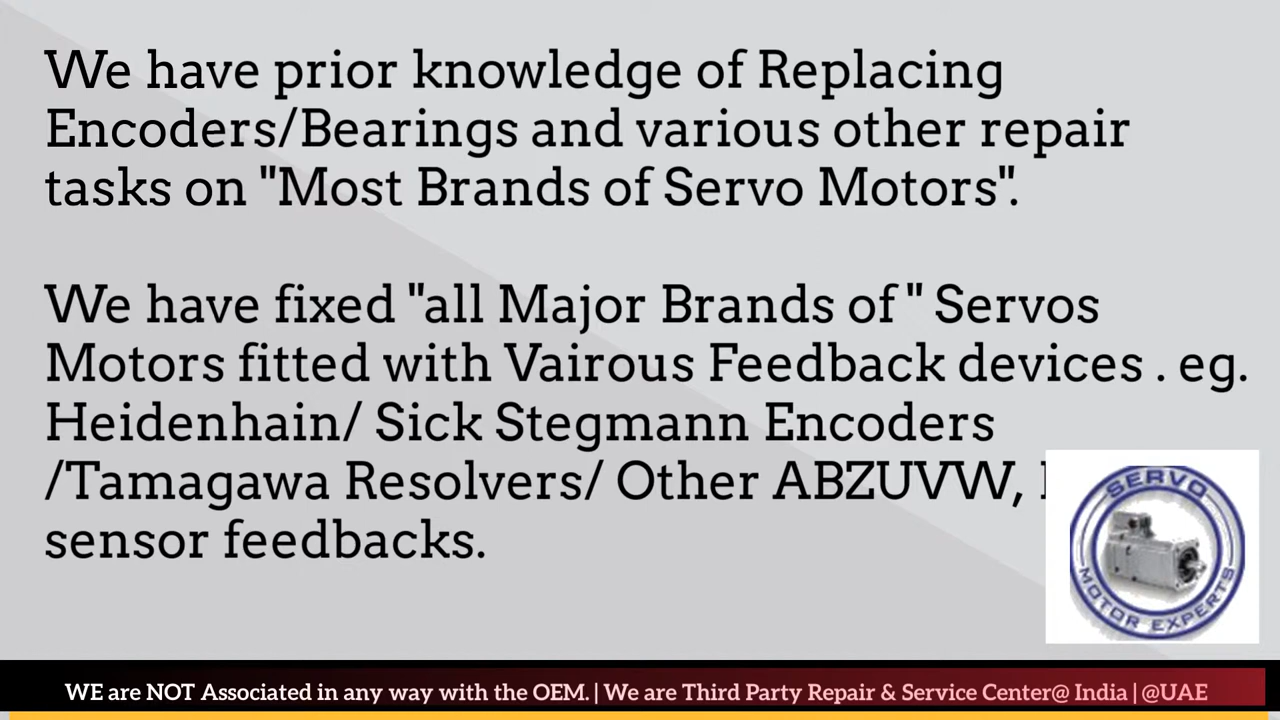 We have prior knowledge of Replacing
Encoders/Bearings and various other repair
tasks on "Most Brands of Servo Motors".
We have fixed "all Major Brands of " Servos
Motors fitted with Vairous Feedback devices . eg.
Heidenhain/ Sick Stegmann Encoders
/Tamagawa Resolvers/ Other ABZUVW,
sensor feedbacks.
SERVO
MOTOR EXPERTS
WE are NOT Associated in any way with the OEM. | We are Third Party Repair & Service Center@ India | @UAE